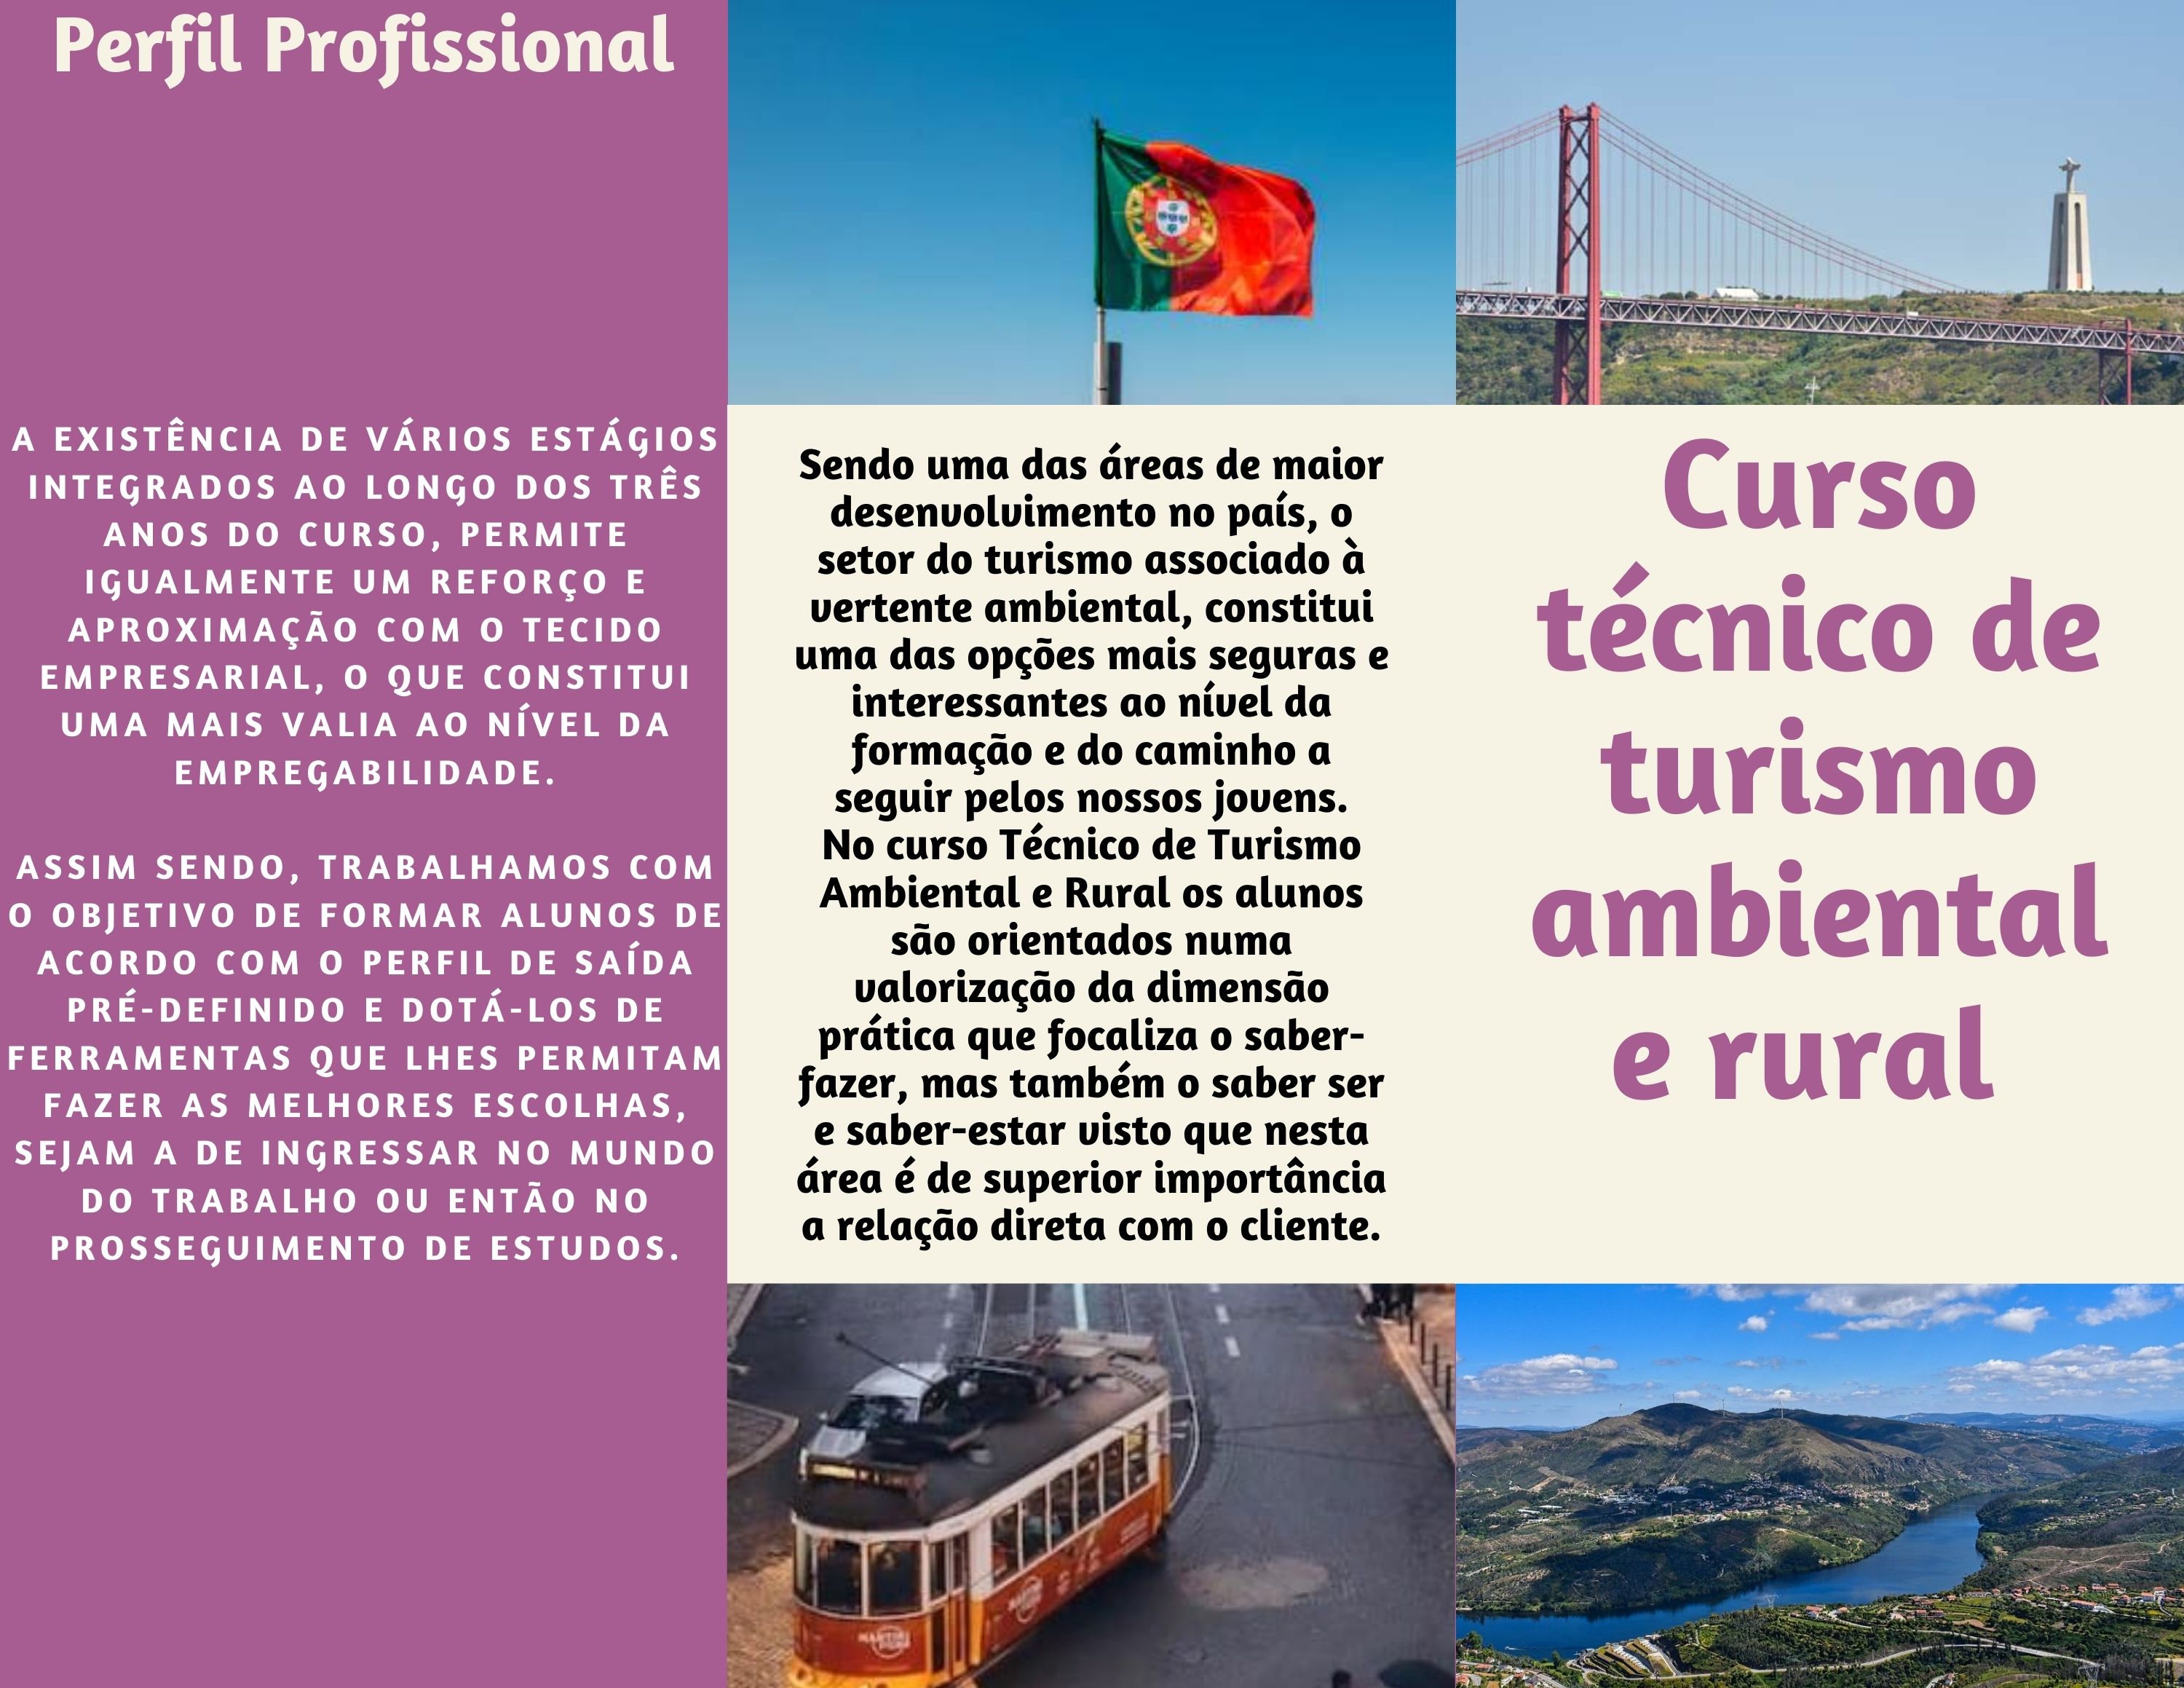 Perfil Profissional
A EXISTÊNCIA DE VÁRIOS ESTÁGIOS
INTEGRADOS AO LONGO DOS TRÊS
ANOS DO CURSO, PERMITE
IGUALMENTE UM REFORÇO E
APROXIMAÇÃO COM O TECIDO
EMPRESARIAL, O QUE CONSTITUI
UMA MAIS VALIA AO NÍVEL DA
EMPREGABILIDADE.
ASSIM SENDO, TRABALHAMOS COM
O OBJETIVO DE FORMAR ALUNOS DE
ACORDO COM O PERFIL DE SAÍDA
PRÉ-DEFINIDO E DOTÁ-LOS DE
FERRAMENTAS QUE LHES PERMITAM
FAZER AS MELHORES ESCOLHAS,
SEJAM A DE INGRESSAR NO MUNDO
DO TRABALHO OU ENTÃO NO
PROSSEGUIMENTO DE ESTUDOS.
Sendo uma das áreas de maior
desenvolvimento no país, o
setor do turismo associado à
vertente ambiental, constitui
uma das opções mais seguras e
interessantes ao nível da
formação e do caminho a
seguir pelos nossos jovens.
No curso Técnico de Turismo
Ambiental e Rural os alunos
são orientados numa
valorização da dimensão
prática que focaliza o saber-
fazer, mas também o saber ser
e saber-estar visto que nesta
área é de superior importância
a relação direta com o cliente.
Curso
técnico de
turismo
ambiental
e rural